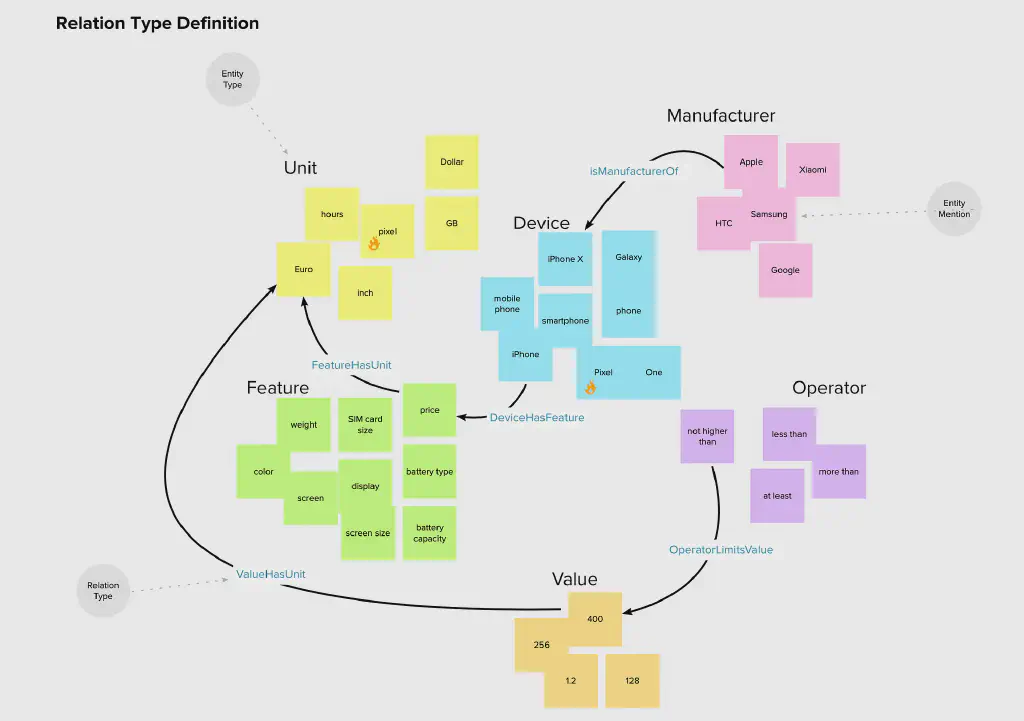 Relation Type Definition
Entity
Type
Manufacturer
Unit
Dollar
Apple
Xiaomi
isManufacturerOf
hours
pixel
GB
Device
HTC
Samsung
Entity
Mention
Euro
inch
iPhone X
Galaxy
Google
mobile
phone
smartphone
phone
iPhone
FeatureHasUnit
Pixel
One
Feature
Operator
price
DeviceHasFeature
weight
SIM card
size
not higher
than
less than
color
screen
display
battery type
more than
at least
screen size
battery
capacity
OperatorLimitsValue
ValueHasUnit
Value
Relation
Type
400
256
1.2
128